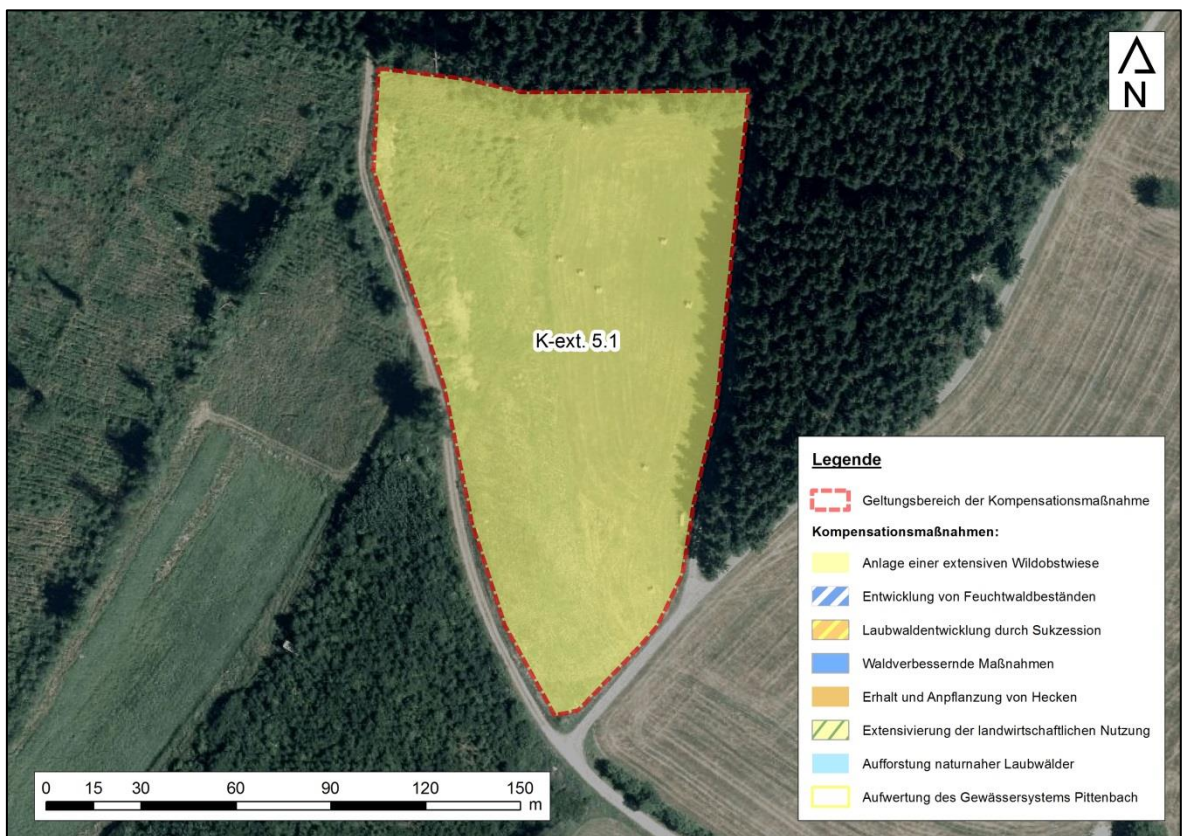 N
K-ext. 5.1
Legende
Geltungsbereich der Kompensationsmaßnahme
Kompensationsmaßnahmen:
Anlage einer extensiven Wildobstwiese
Entwicklung von Feuchtwaldbeständen
Laubwaldentwicklung durch Sukzession
Waldverbessernde Maßnahmen
Erhalt und Anpflanzung von Hecken
Extensivierung der landwirtschaftlichen Nutzung
Aufforstung naturnaher Laubwälder
Aufwertung des Gewässersystems Pittenbach
0 15 30 60 90 120 150
m